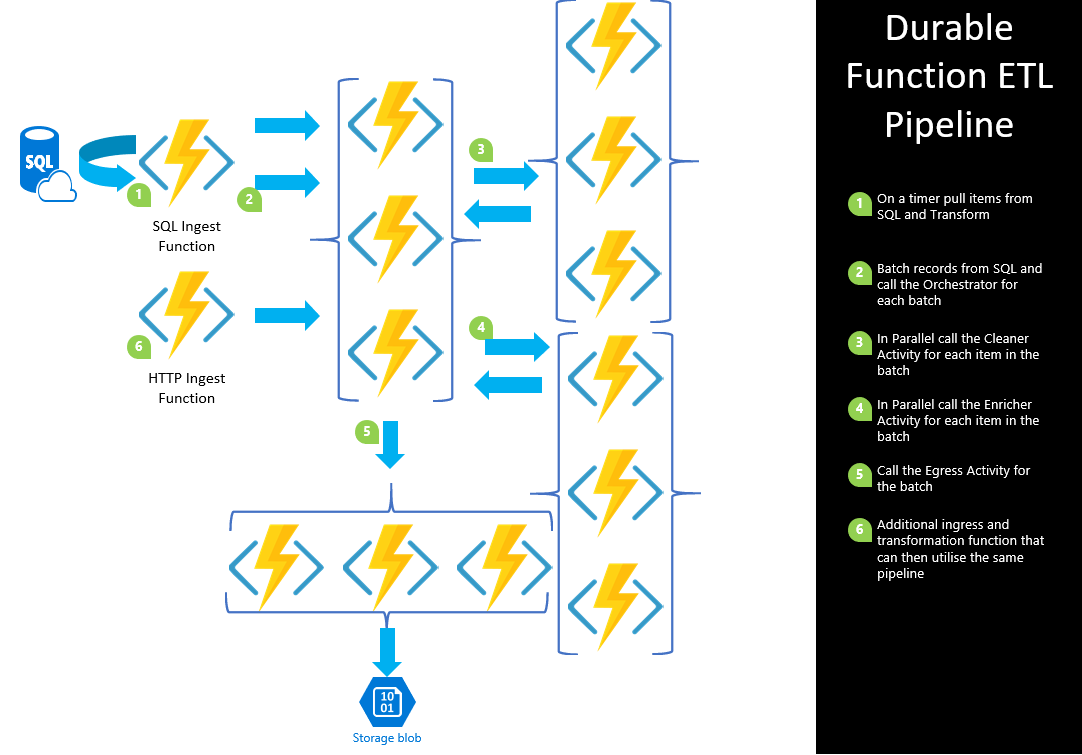 Durable
Function ETL
Pipeline
SQL
1
2
SQL Ingest
Function
6
HTTP Ingest
Function
3
4
5
10
01
Storage blob
1
On a timer pull items from
SQL and Transform
2
Batch records from SQL and
call the Orchestrator for
each batch
3
In Parallel call the Cleaner
Activity for each item in the
batch
4
In Parallel call the Enricher
Activity for each item in the
batch
5
Call the Egress Activity for
the batch
6
Additional ingress and
transformation function that
can then utilise the same
pipeline